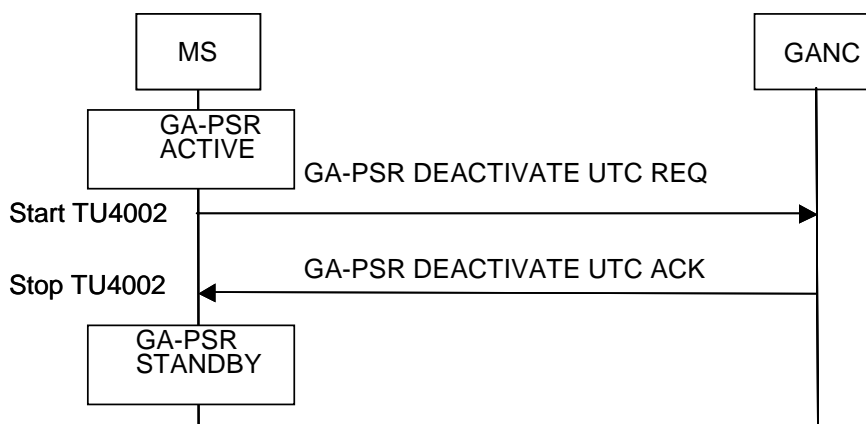 MS
GANC
GA-PSR
ACTIVE
GA-PSR DEACTIVATE UTC REQ
Start TU4002
GA-PSR DEACTIVATE UTC ACK
Stop TU4002
GA-PSR
STANDBY